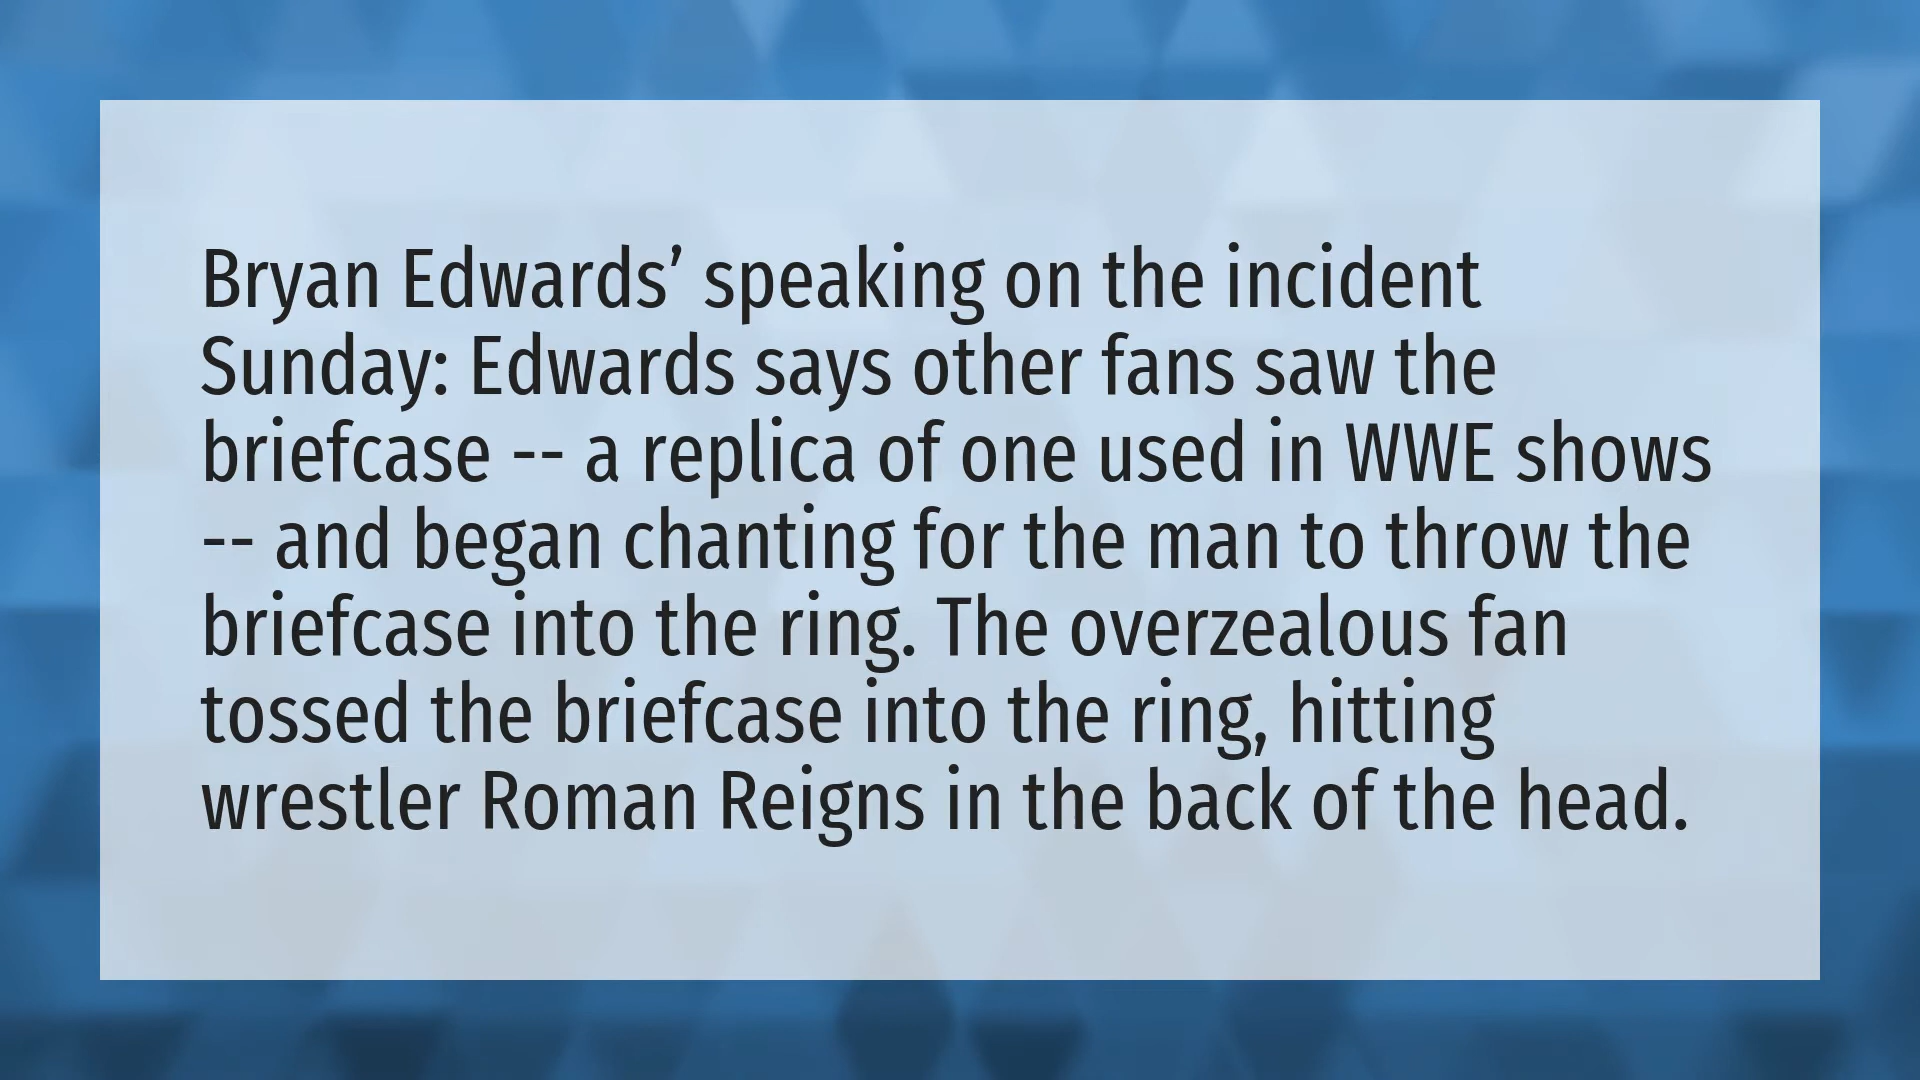 Bryan Edwards’ speaking on the incident
Sunday: Edwards says other fans saw the
briefcase -- a replica of one used in WWE shows
-- and began chanting for the man to throw the
briefcase into the ring. The overzealous fan
tossed the briefcase into the ring, hitting
wrestler Roman Reigns in the back of the head.